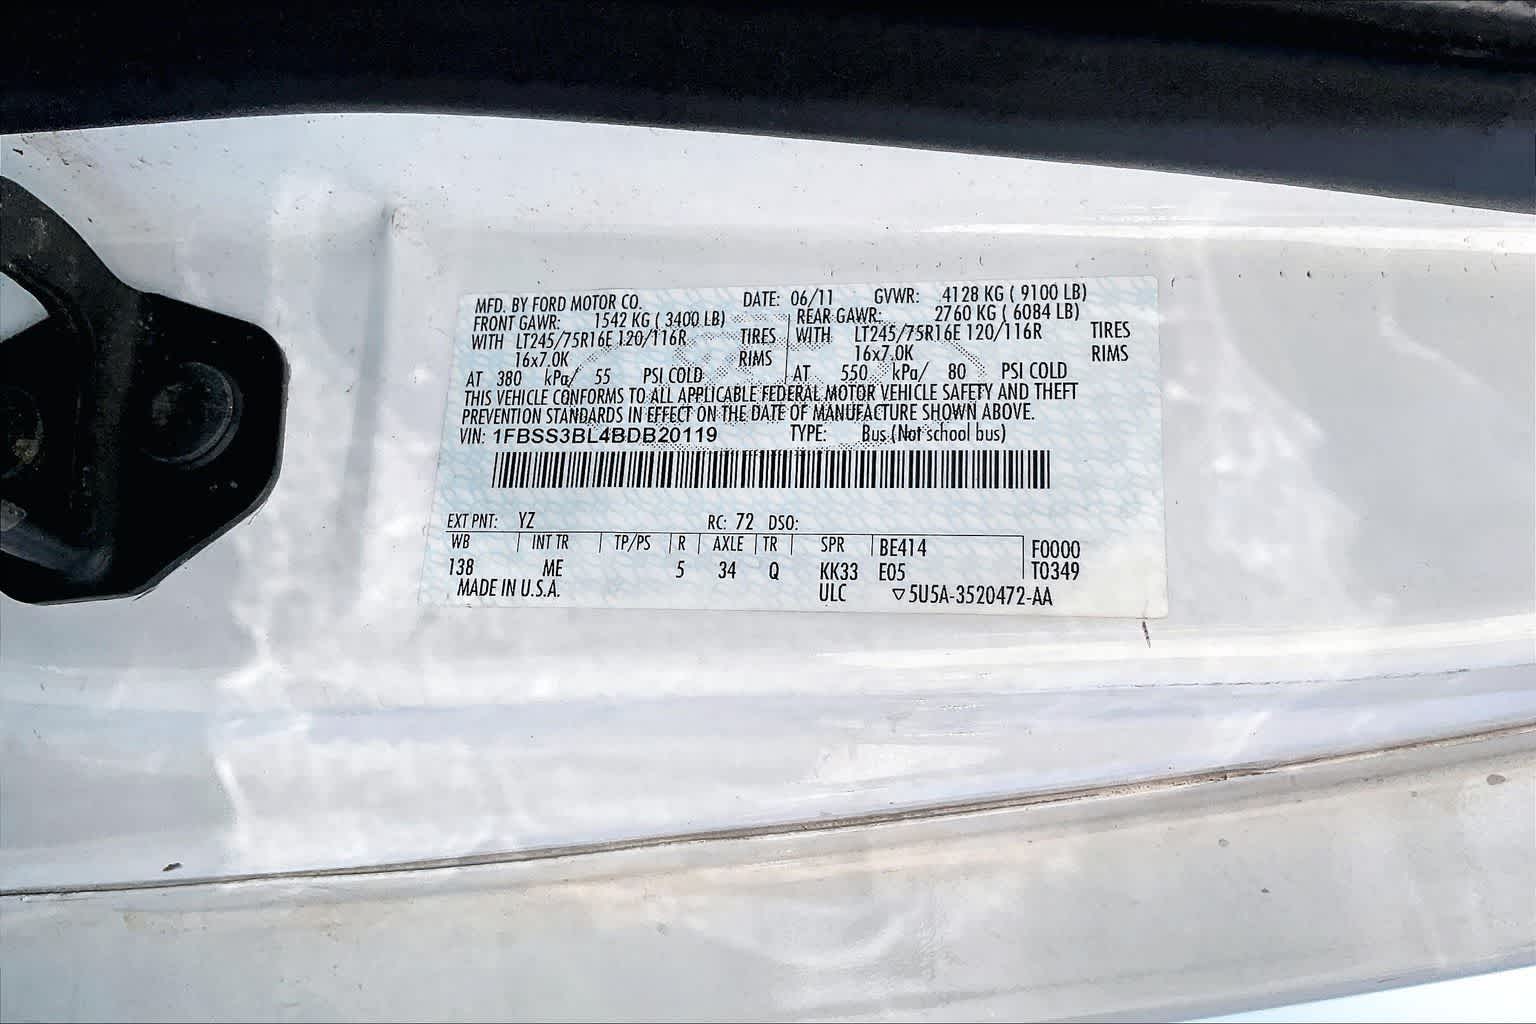 MFD. BY FORD MOTOR CO. DATE: 06/11 GVWR: 4128 KG ( 9100 LB)
FRONT GAWR: 1542 KG ( 3400 LB) REAR GAWR: 2760 KG ( 6084 LB)
WITH LT245/75R16E 120/116R TIRES WITH LT245/75R16E 120/116R TIRES
16x7.0K RIMS 16x7.0K RIMS
AT 380 kPa/ 55 PSI COLD AT 550 kPa/ 80 PSI COLD
THIS VEHICLE CONFORMS TO ALL APPLICABLE FEDERAL MOTOR VEHICLE SAFETY AND THEFT
PREVENTION STANDARDS IN EFFECT ON THE DATE OF MANUFACTURE SHOWN ABOVE.
VIN: 1FBSS3BL4BDB20119 TYPE: Bus (Not school bus)
EXT PNT: YZ RC: 72 DSO:
WB INT TR TP/PS R AXLE TR SPR BE414 F0000
138 ME 5 34 Q KK33 E05 T0349
MADE IN U.S.A. ULC ▽5U5A-3520472-AA